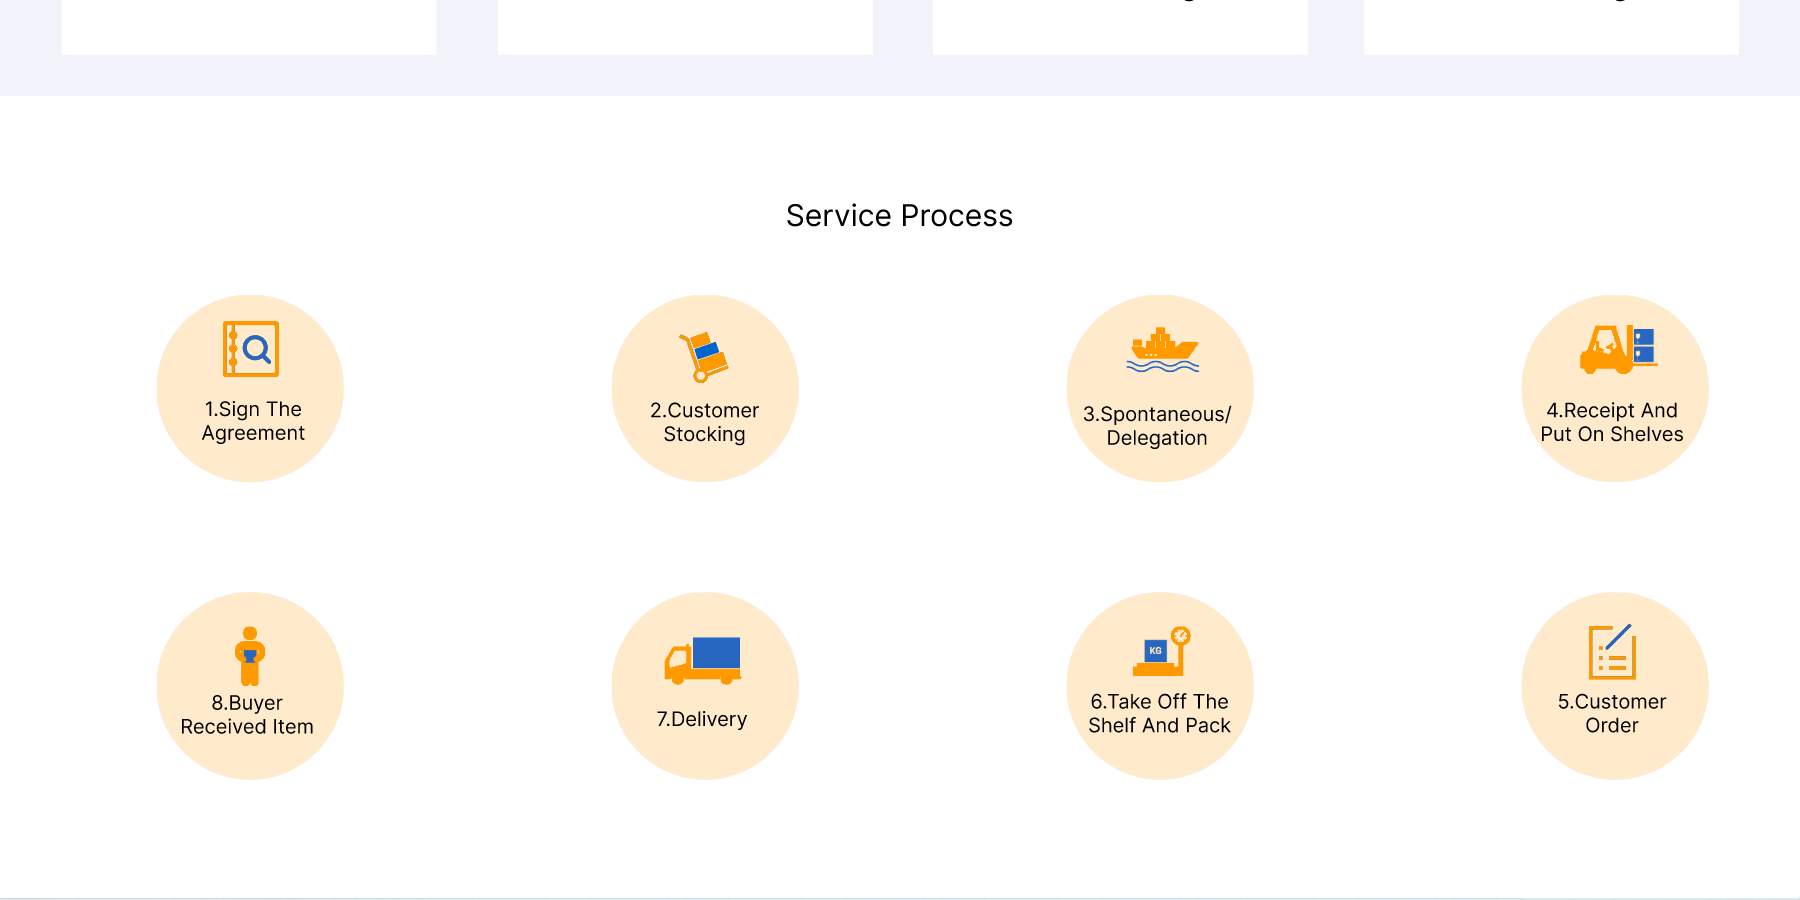 Service Process
1.Sign The
Agreement
2.Customer
Stocking
3.Spontaneous/
Delegation
4.Receipt And
Put On Shelves
8.Buyer
Received Item
7.Delivery
KG
6.Take Off The
Shelf And Pack
5.Customer
Order